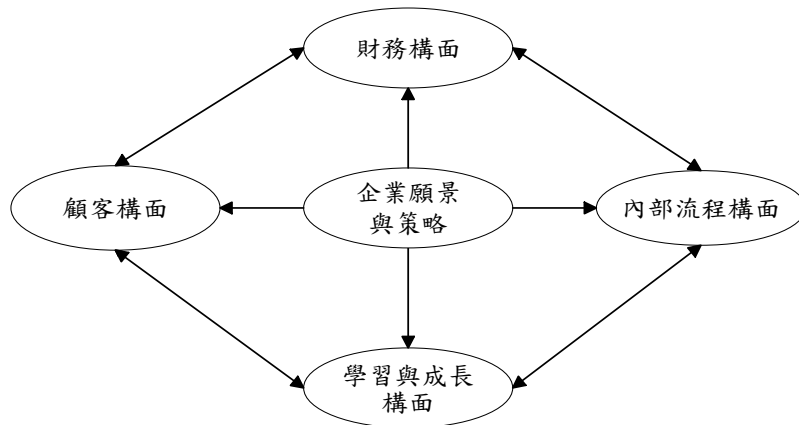 財務構面
顧客構面
企業願景
與策略
內部流程構面
學習與成長
構面